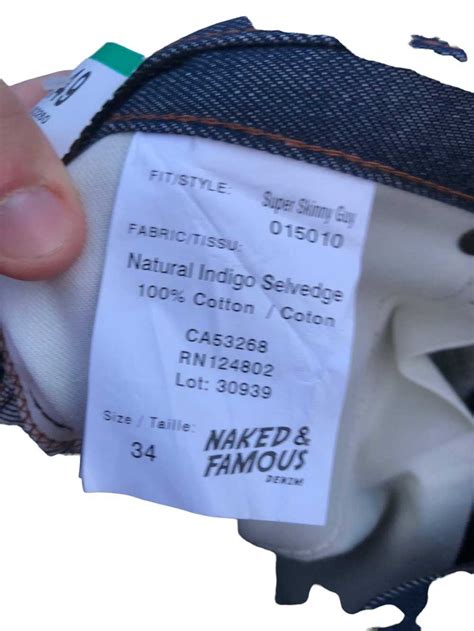 FIT/STYLE: Super Skinny Guy
015010
FABRIC/TISSU:
Natural Indigo Selvedge
100% Cotton / Coton
CA53268
RN124802
Lot: 30939
Size / Taille:
34
NAKED &
FAMOUS
DENIM